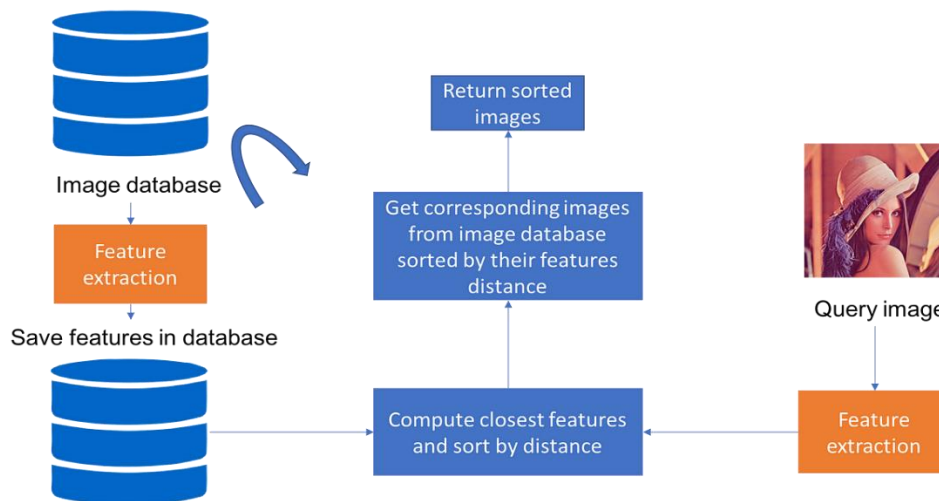 Return sorted
images
Image database
Get corresponding images
from image database
sorted by their features
distance
Feature
extraction
Query image
Save features in database
Compute closest features
and sort by distance
Feature
extraction